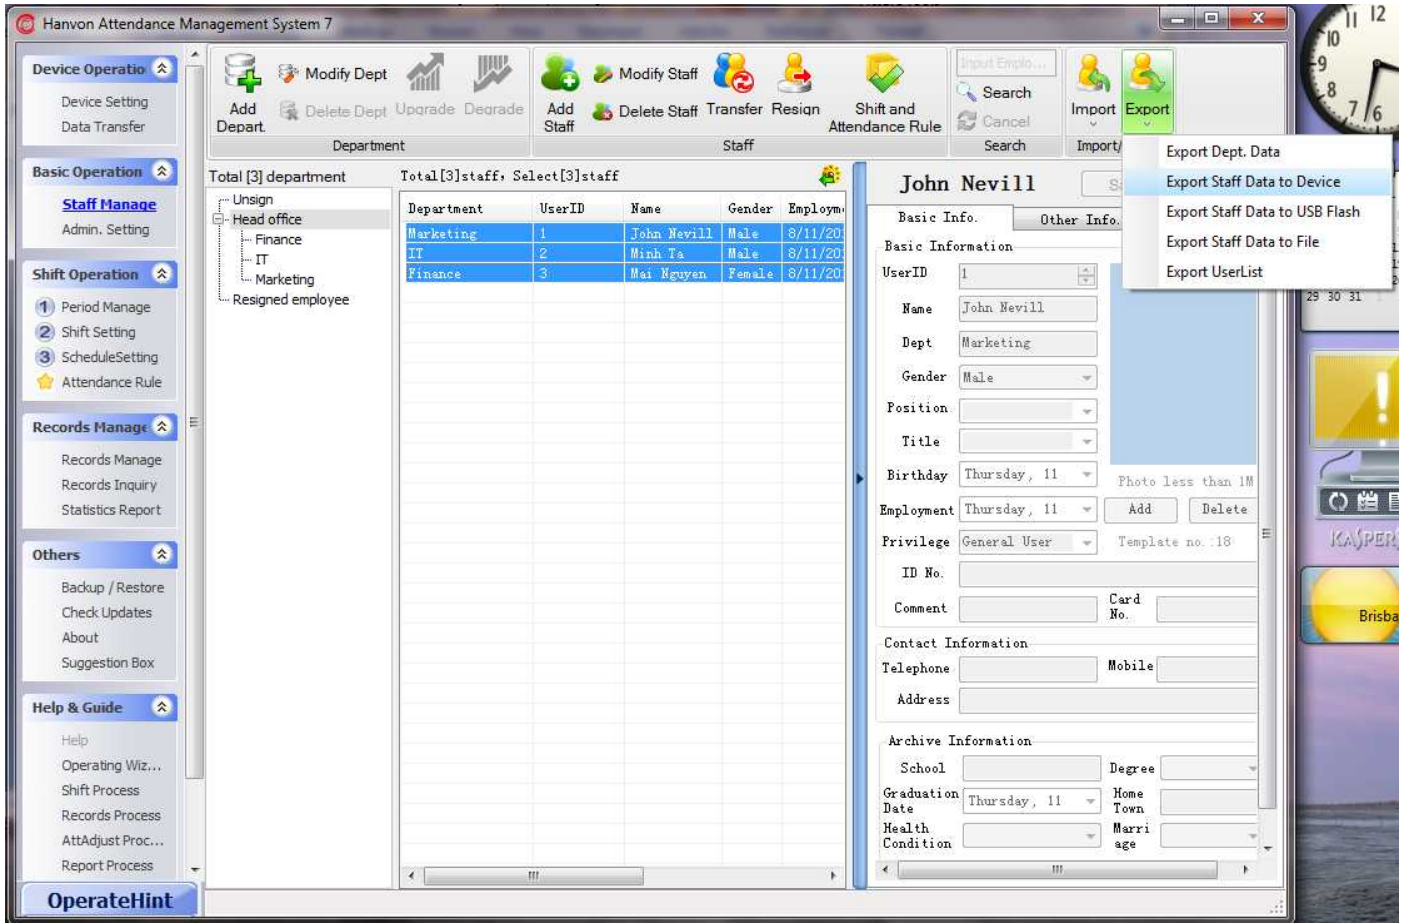 Hanvon Attendance Management System 7
Device Operatio
Device Setting
Data Transfer
Basic Operation
Staff Manage
Admin. Setting
Shift Operation
1 Period Manage
2 Shift Setting
3 ScheduleSetting
Attendance Rule
Records Manage
Records Manage
Records Inquiry
Statistics Report
Others
Backup / Restore
Check Updates
About
Suggestion Box
Help & Guide
Help
Operating Wiz...
Shift Process
Records Process
AttAdjust Proc...
Report Process
OperateHint
Add Depart.
Modify Dept
Delete Dept
Upgrade
Degrade
Department
Add Staff
Modify Staff
Delete Staff
Transfer
Resign
Shift and Attendance Rule
Staff
Input Emplo...
Search
Cancel
Search
Import
Export
Import/
Export Dept. Data
Export Staff Data to Device
Export Staff Data to USB Flash
Export Staff Data to File
Export UserList
Total [3] department
Unsign
Head office
Finance
IT
Marketing
Resigned employee
Total[3]staff, Select[3]staff
Department UserID Name Gender Employm
Marketing 1 John Nevill Male 8/11/20
IT 2 Minh Ta Male 8/11/20
Finance 3 Mai Nguyen Female 8/11/20
John Nevill
Basic Info.
Other Info.
Basic Information
UserID 1
Name John Nevill
Dept Marketing
Gender Male
Position
Title
Birthday Thursday, 11
Photo less than 1M
Employment Thursday, 11
Add
Delete
Privilege General User
Template no.:18
ID No.
Comment
Card No.
Contact Information
Telephone
Mobile
Address
Archive Information
School
Degree
Graduation Date Thursday, 11
Home Town
Health Condition
Marri age
11 12
10
9
8
7 6
29 30 31
KASPERS
Brisba